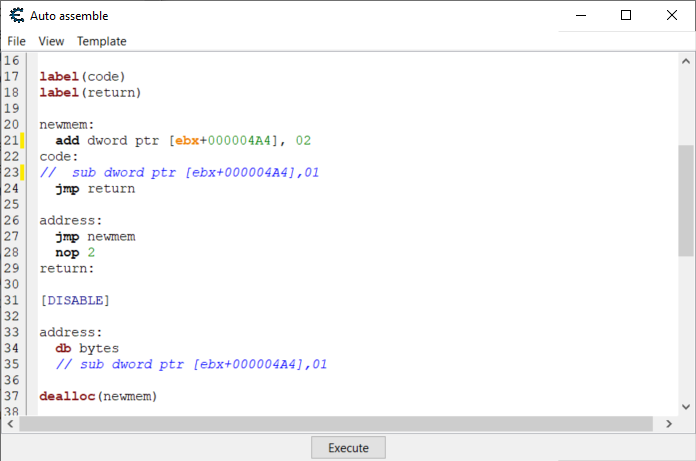 Auto assemble
File View Template
16
17 label(code)
18 label(return)
19
20 newmem:
21 add dword ptr [ebx+000004A4], 02
22 code:
23 // sub dword ptr [ebx+000004A4],01
24 jmp return
25
26 address:
27 jmp newmem
28 nop 2
29 return:
30
31 [DISABLE]
32
33 address:
34 db bytes
35 // sub dword ptr [ebx+000004A4],01
36
37 dealloc(newmem)
38
Execute